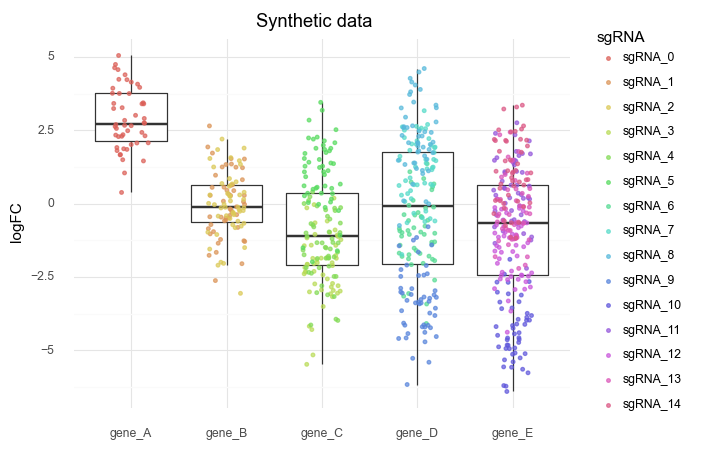 Synthetic data
logFC
5
2.5
0
−2.5
−5
gene_A
gene_B
gene_C
gene_D
gene_E
sgRNA
sgRNA_0
sgRNA_1
sgRNA_2
sgRNA_3
sgRNA_4
sgRNA_5
sgRNA_6
sgRNA_7
sgRNA_8
sgRNA_9
sgRNA_10
sgRNA_11
sgRNA_12
sgRNA_13
sgRNA_14